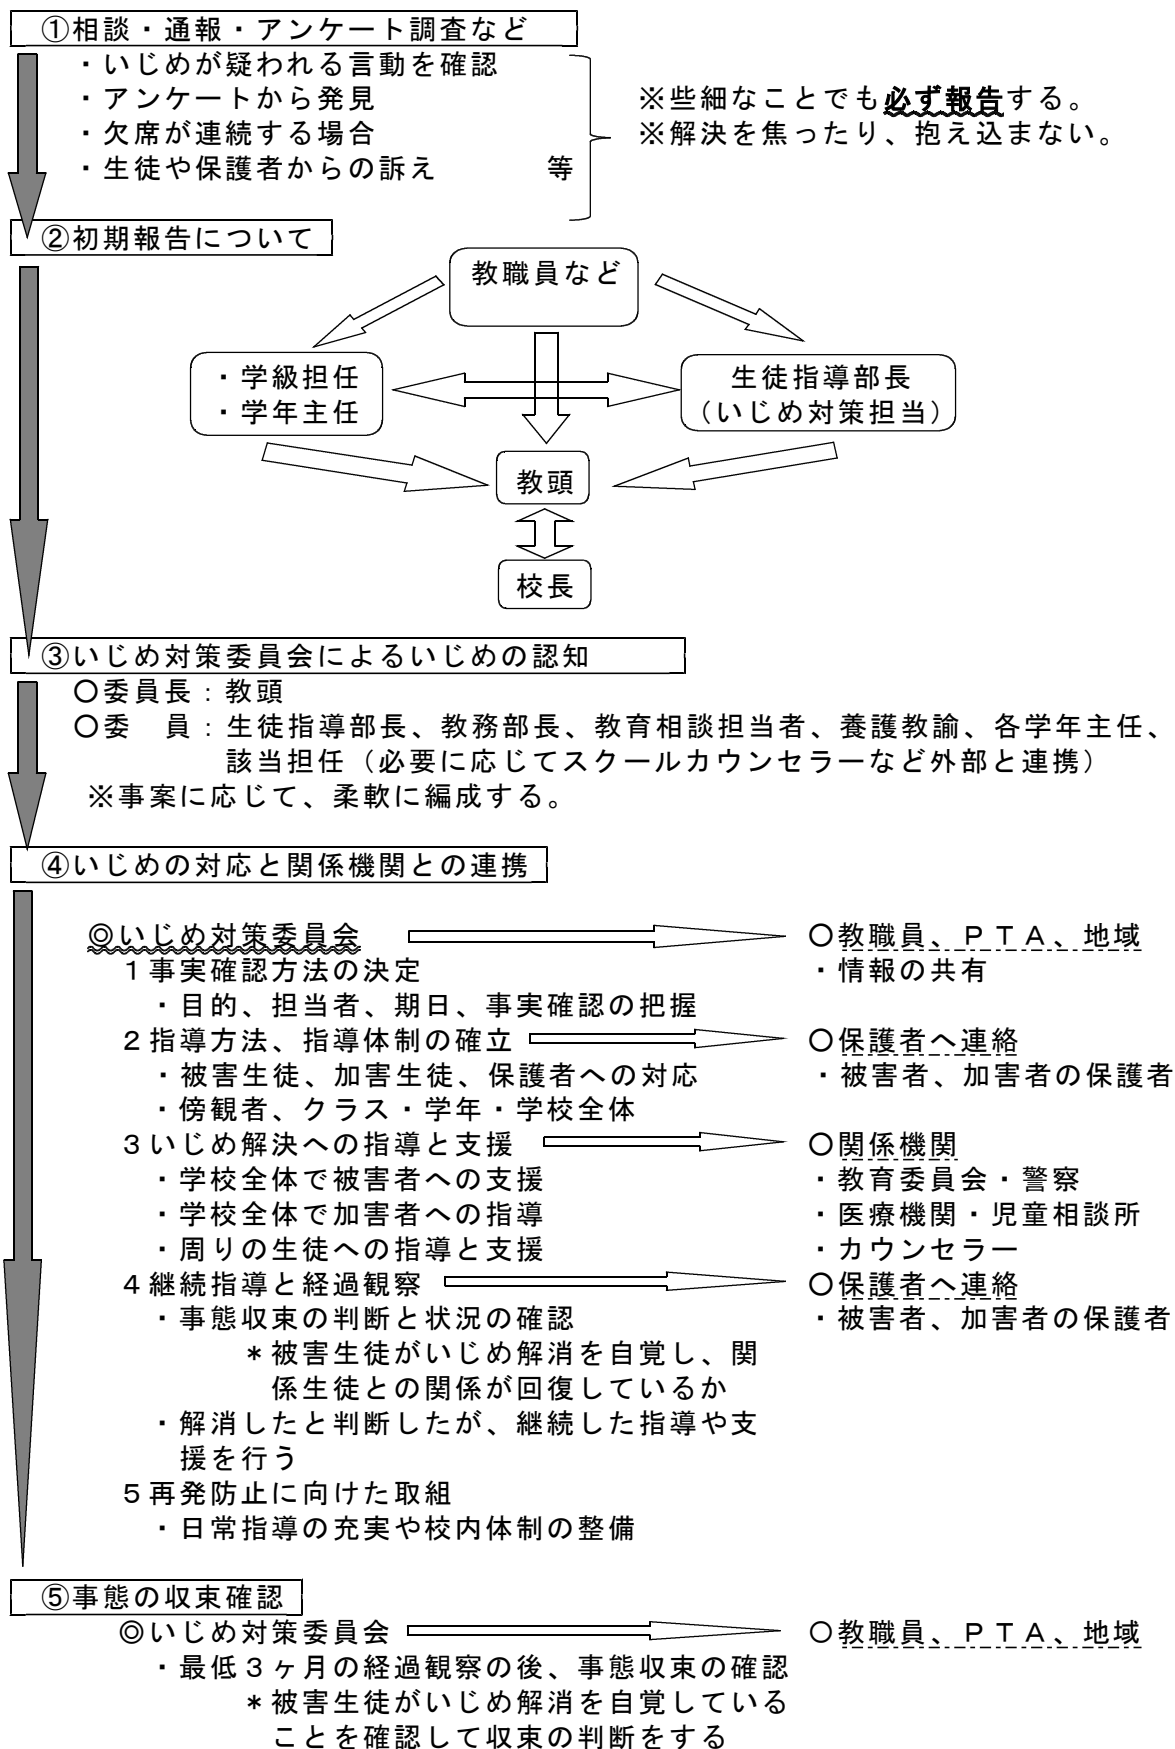 ①相談・通報・アンケート調査など
・いじめが疑われる言動を確認
・アンケートから発見
・欠席が連続する場合
・生徒や保護者からの訴え　　　等
※些細なことでも必ず報告する。
※解決を焦ったり、抱え込まない。
②初期報告について
教職員など
・学級担任
・学年主任
生徒指導部長
（いじめ対策担当）
教頭
校長
③いじめ対策委員会によるいじめの認知
○委員長：教頭
○委　員：生徒指導部長、教務部長、教育相談担当者、養護教諭、各学年主任、
該当担任（必要に応じてスクールカウンセラーなど外部と連携）
※事案に応じて、柔軟に編成する。
④いじめの対応と関係機関との連携
◎いじめ対策委員会
○教職員、ＰＴＡ、地域
１事実確認方法の決定
・情報の共有
・目的、担当者、期日、事実確認の把握
２指導方法、指導体制の確立
○保護者へ連絡
・被害生徒、加害生徒、保護者への対応
・被害者、加害者の保護者
・傍観者、クラス・学年・学校全体
３いじめ解決への指導と支援
○関係機関
・学校全体で被害者への支援
・教育委員会・警察
・学校全体で加害者への指導
・医療機関・児童相談所
・周りの生徒への指導と支援
・カウンセラー
４継続指導と経過観察
○保護者へ連絡
・事態収束の判断と状況の確認
・被害者、加害者の保護者
＊被害生徒がいじめ解消を自覚し、関
係生徒との関係が回復しているか
・解消したと判断したが、継続した指導や支
援を行う
５再発防止に向けた取組
・日常指導の充実や校内体制の整備
⑤事態の収束確認
◎いじめ対策委員会
○教職員、ＰＴＡ、地域
・最低３ヶ月の経過観察の後、事態収束の確認
＊被害生徒がいじめ解消を自覚している
ことを確認して収束の判断をする